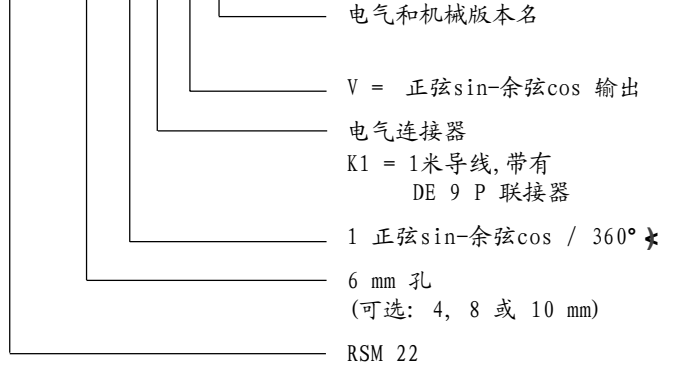 电气和机械版本名
V = 正弦sin-余弦cos 输出
电气连接器
K1 = 1米导线,带有
DE 9 P 联接器
1 正弦sin-余弦cos / 360°∡
6 mm 孔
(可选: 4, 8 或 10 mm)
RSM 22